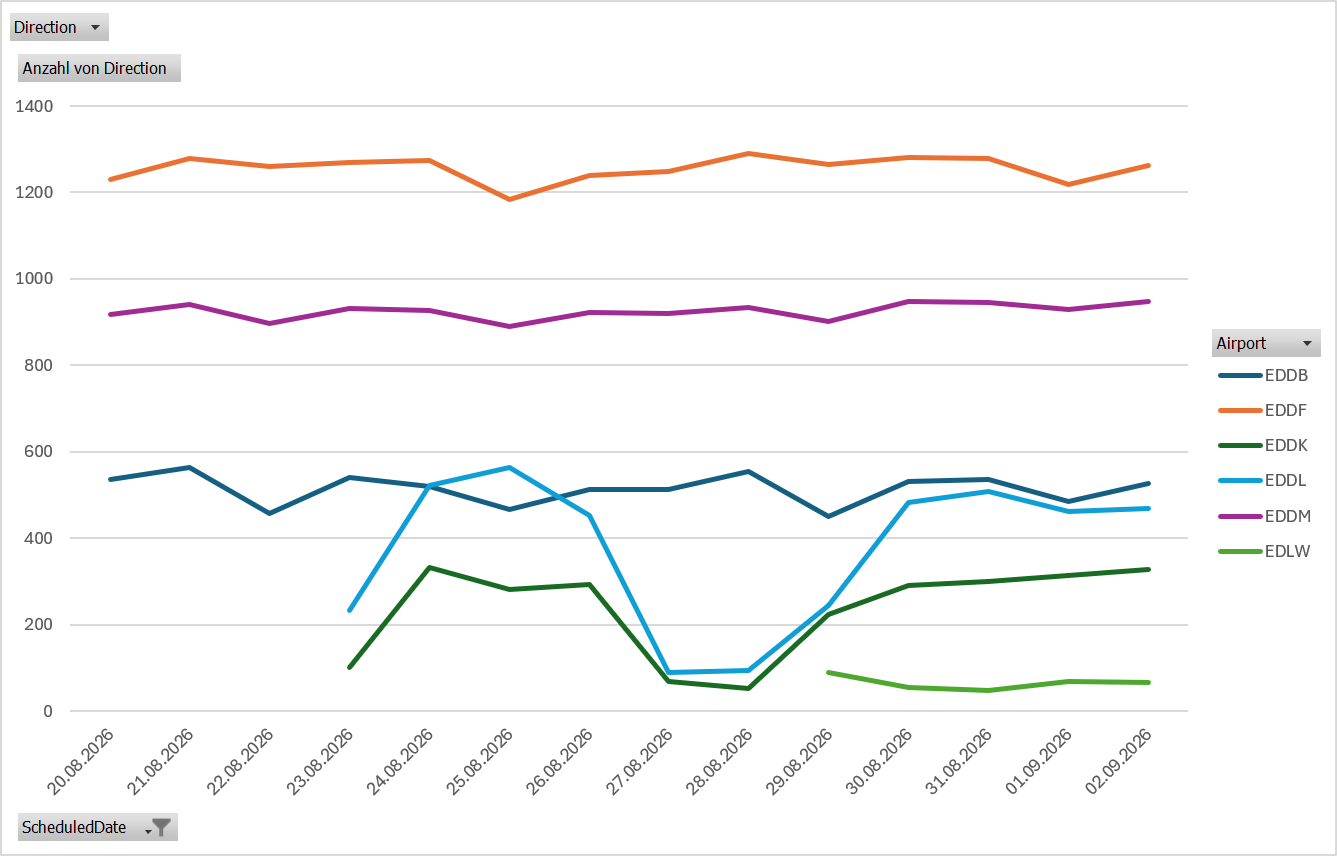 Direction
Anzahl von Direction
1400
1200
1000
800
600
400
200
0
20.08.2026
21.08.2026
22.08.2026
23.08.2026
24.08.2026
25.08.2026
26.08.2026
27.08.2026
28.08.2026
29.08.2026
30.08.2026
31.08.2026
01.09.2026
02.09.2026
Airport
EDDB
EDDF
EDDK
EDDL
EDDM
EDLW
ScheduledDate